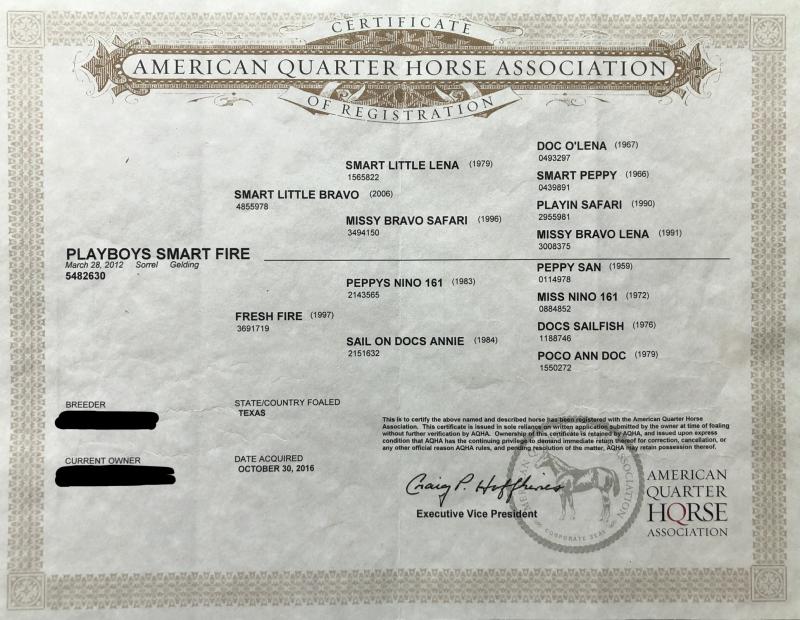 CERTIFICATE
AMERICAN QUARTER HORSE ASSOCIATION
OF REGISTRATION
DOC O'LENA (1967)
0493297
SMART LITTLE LENA (1979)
1565822
SMART PEPPY (1966)
0439891
SMART LITTLE BRAVO (2006)
4855978
PLAYIN SAFARI (1990)
2955981
MISSY BRAVO SAFARI (1996)
3494150
MISSY BRAVO LENA (1991)
3008375
PLAYBOYS SMART FIRE
March 28, 2012 Sorrel Gelding
5482630
PEPPY SAN (1959)
0114978
PEPPYS NINO 161 (1983)
2143565
MISS NINO 161 (1972)
0884852
FRESH FIRE (1997)
3691719
DOCS SAILFISH (1976)
1188746
SAIL ON DOCS ANNIE (1984)
2151632
POCO ANN DOC (1979)
1550272
BREEDER
STATE/COUNTRY FOALED
TEXAS
CURRENT OWNER
DATE ACQUIRED
OCTOBER 30, 2016
This is to certify the above named and described horse has been registered with the American Quarter Horse
Association. This certificate is issued in sole reliance on written application submitted by the owner at time of foaling
without further verification by AQHA. Ownership of this certificate is retained by AQHA, and issued upon express
condition that AQHA has the continuing privilege to demand immediate return thereof for correction, cancellation, or
any other official reason AQHA rules, and pending resolution of the matter, AQHA may retain possession thereof.
Craig P. Huffhines
Executive Vice President
AMERICAN ASSOCIATION
CORPORATE SEAL
AMERICAN
QUARTER
HORSE
ASSOCIATION